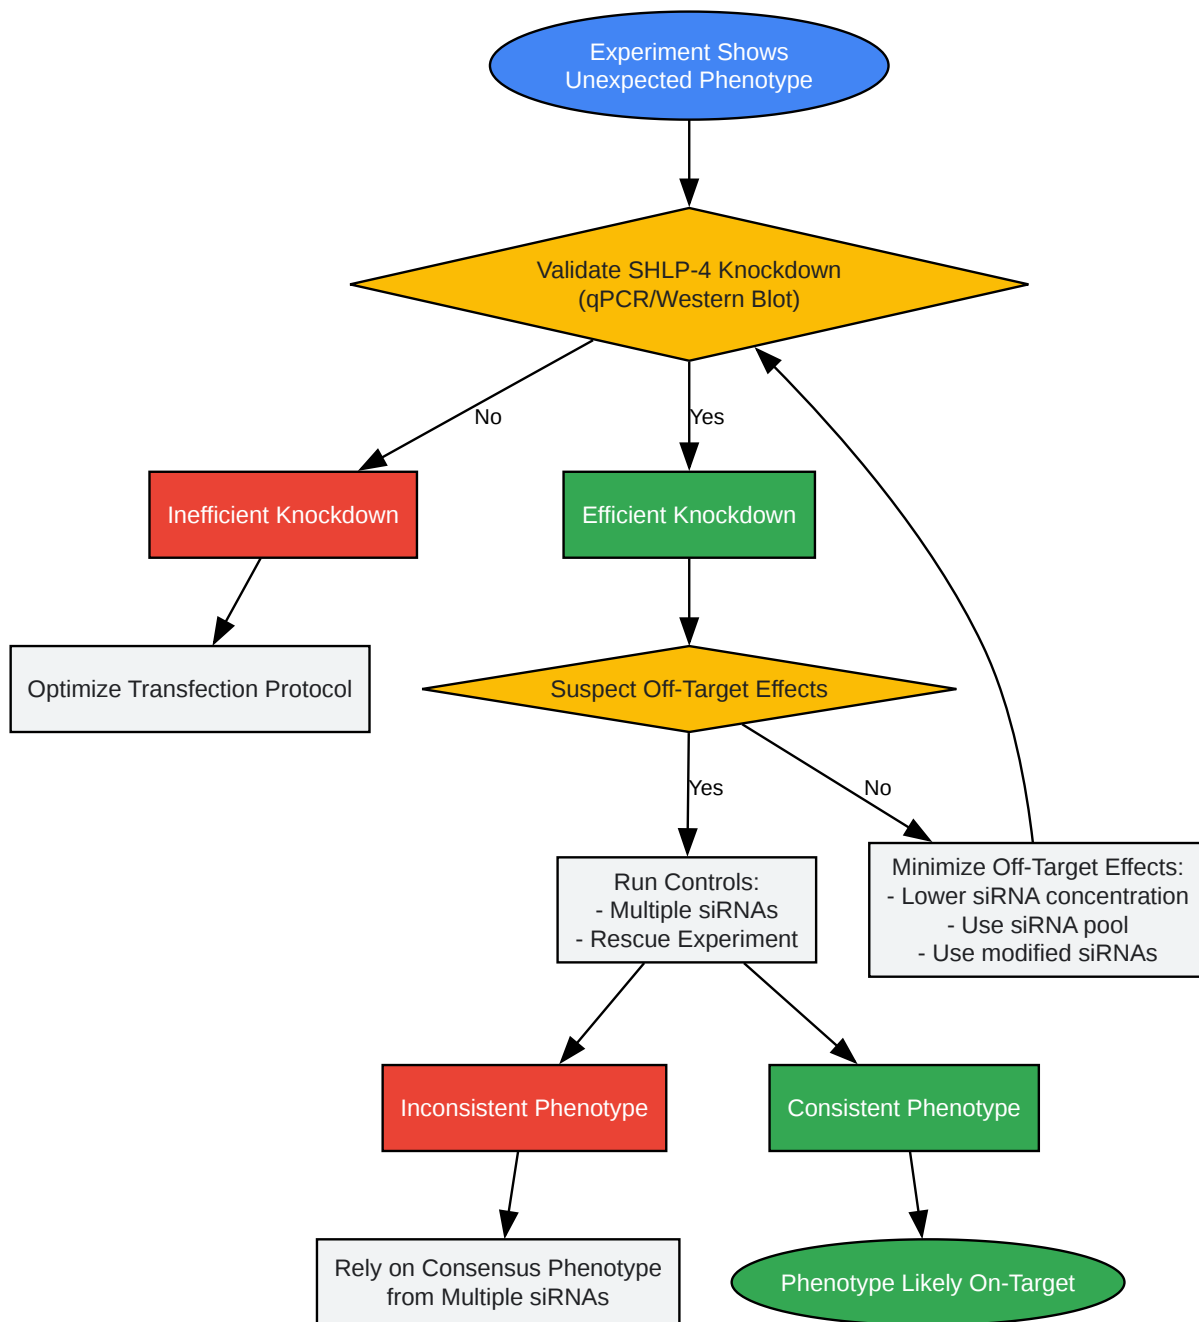 Experiment Shows
Unexpected Phenotype
Validate SHLP-4 Knockdown
(qPCR/Western Blot)
No
Yes
Inefficient Knockdown
Efficient Knockdown
Optimize Transfection Protocol
Suspect Off-Target Effects
Yes
No
Run Controls:
- Multiple siRNAs
- Rescue Experiment
Minimize Off-Target Effects:
- Lower siRNA concentration
- Use siRNA pool
- Use modified siRNAs
Inconsistent Phenotype
Consistent Phenotype
Rely on Consensus Phenotype
from Multiple siRNAs
Phenotype Likely On-Target